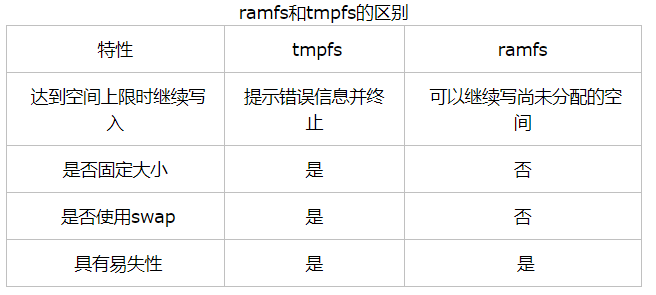 ramfs和tmpfs的区别
特性 tmpfs ramfs
达到空间上限时继续写 提示错误信息并终 可以继续写尚未分配的空
入 止 间
是否固定大小 是 否
是否使用swap 是 否
具有易失性 是 是